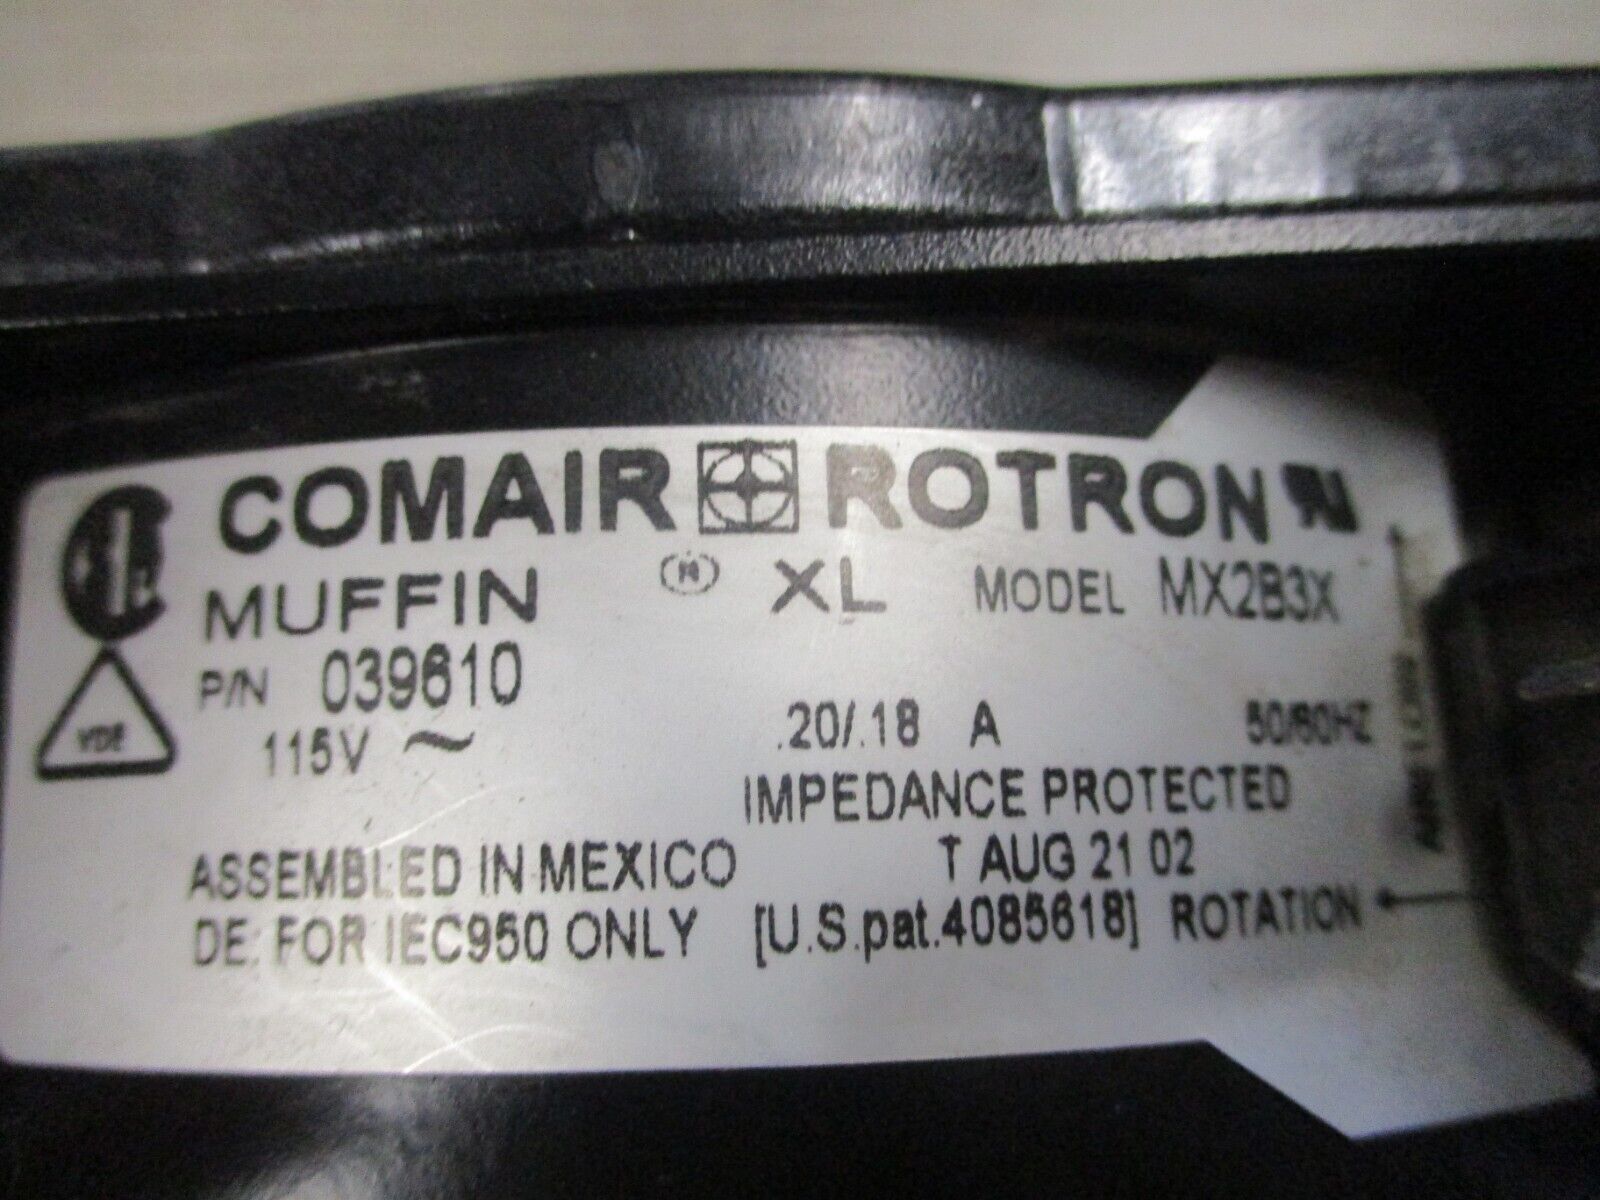 COMAIR ROTRON
MUFFIN ® XL MODEL MX2B3X
P/N 039610
VDE
115V ~ .20/.18 A 50/60HZ
IMPEDANCE PROTECTED
ASSEMBLED IN MEXICO T AUG 21 02
DE: FOR IEC950 ONLY [U.S.pat.4085618] ROTATION